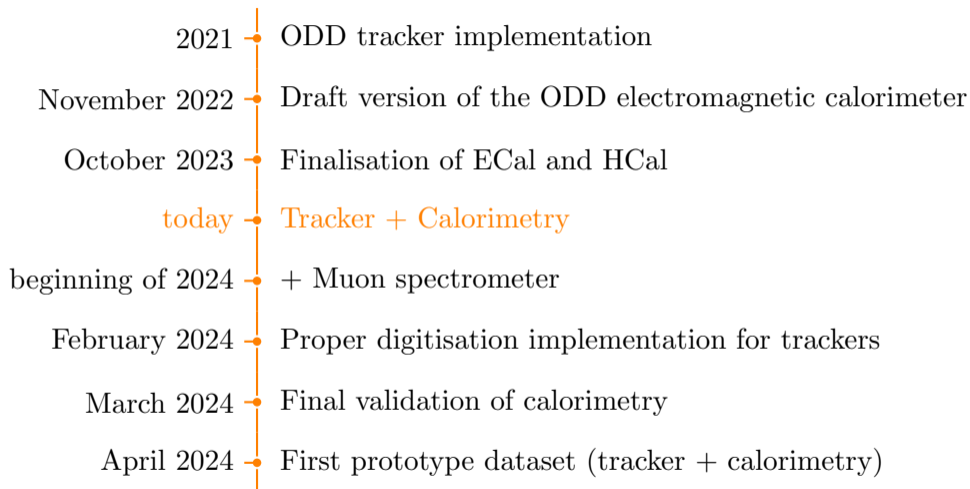 2021 ODD tracker implementation
November 2022 Draft version of the ODD electromagnetic calorimeter
October 2023 Finalisation of ECal and HCal
today Tracker + Calorimetry
beginning of 2024 + Muon spectrometer
February 2024 Proper digitisation implementation for trackers
March 2024 Final validation of calorimetry
April 2024 First prototype dataset (tracker + calorimetry)